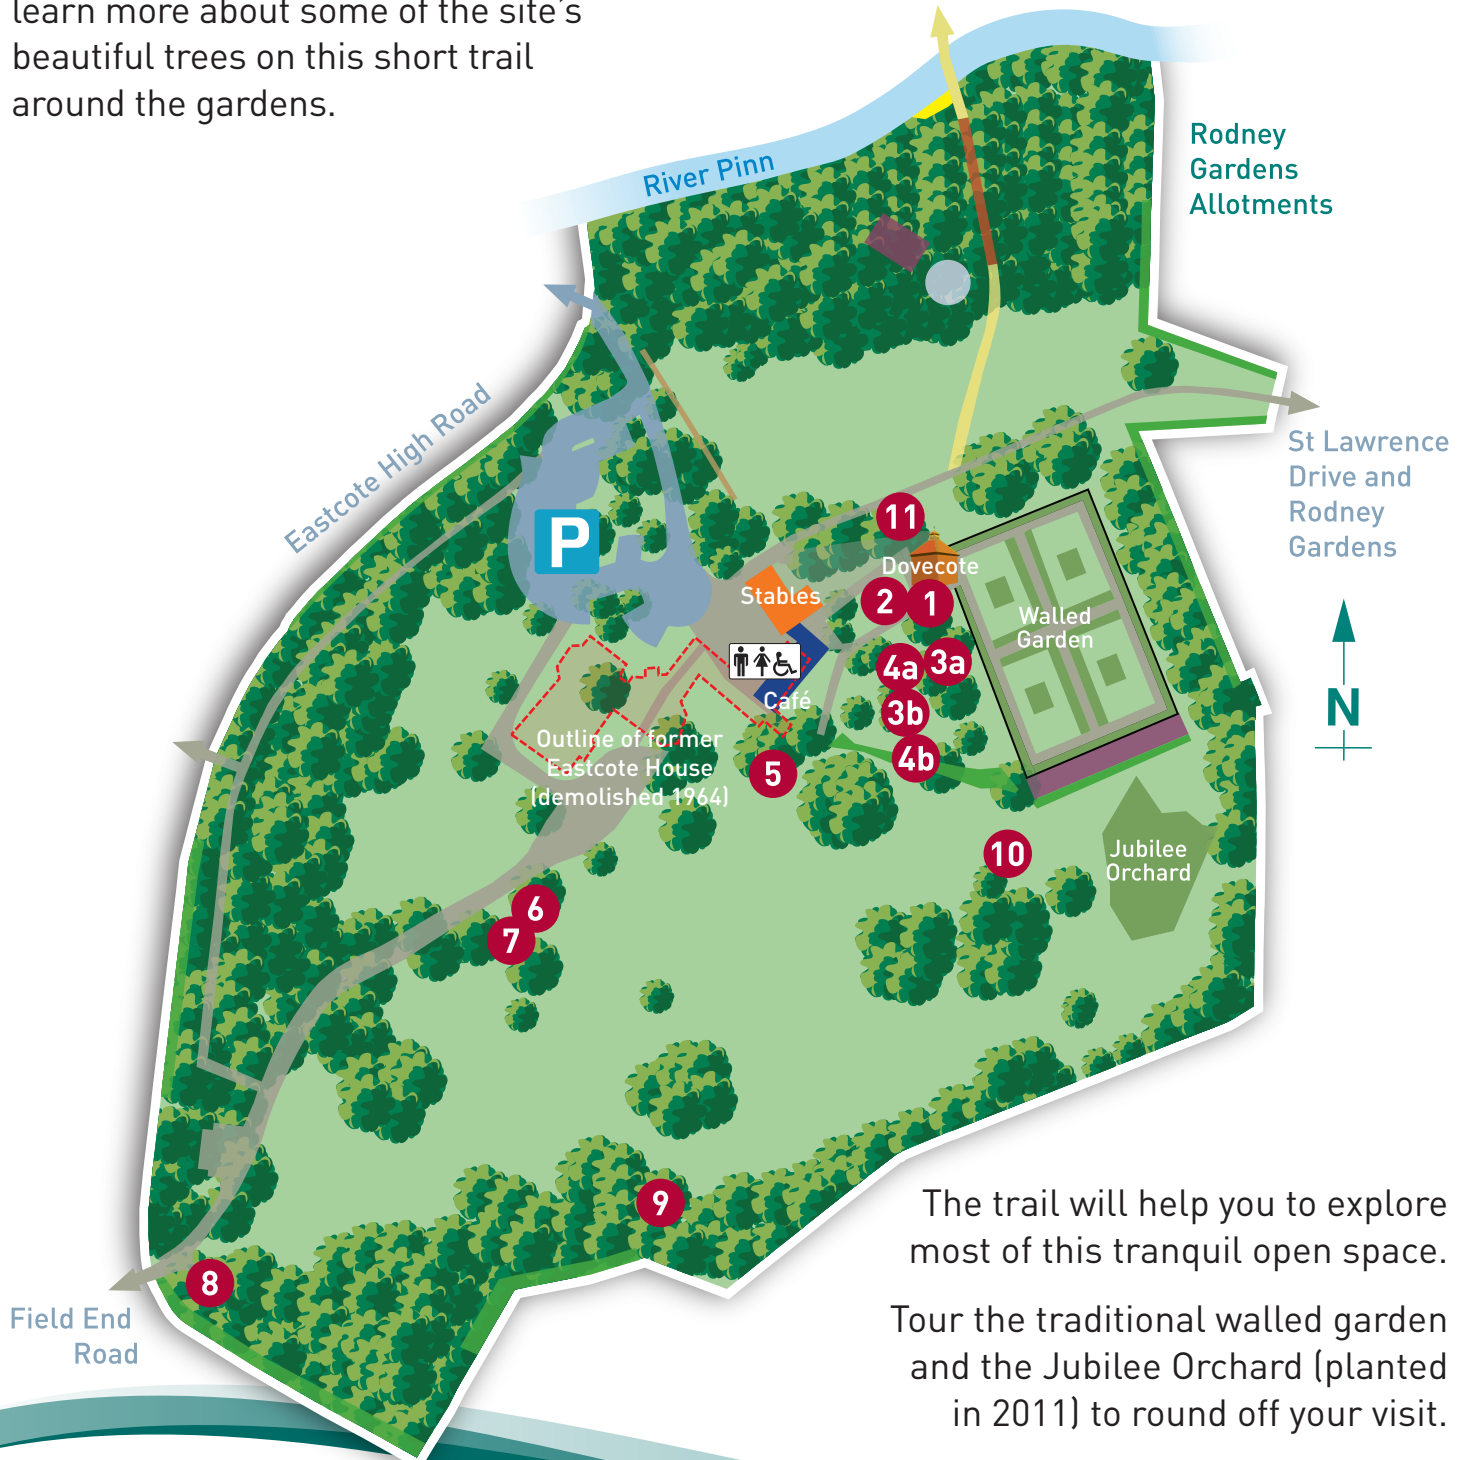 learn more about some of the site's
beautiful trees on this short trail
around the gardens.
River Pinn
Rodney
Gardens
Allotments
Eastcote High Road
St Lawrence
Drive and
Rodney
Gardens
P
11
Dovecote
Stables
2
1
Walled
Garden
4a
3a
Café
3b
N
Outline of former
Eastcote House
(demolished 1964)
5
4b
10
Jubilee
Orchard
6
7
9
8
Field End
Road
The trail will help you to explore
most of this tranquil open space.
Tour the traditional walled garden
and the Jubilee Orchard (planted
in 2011) to round off your visit.